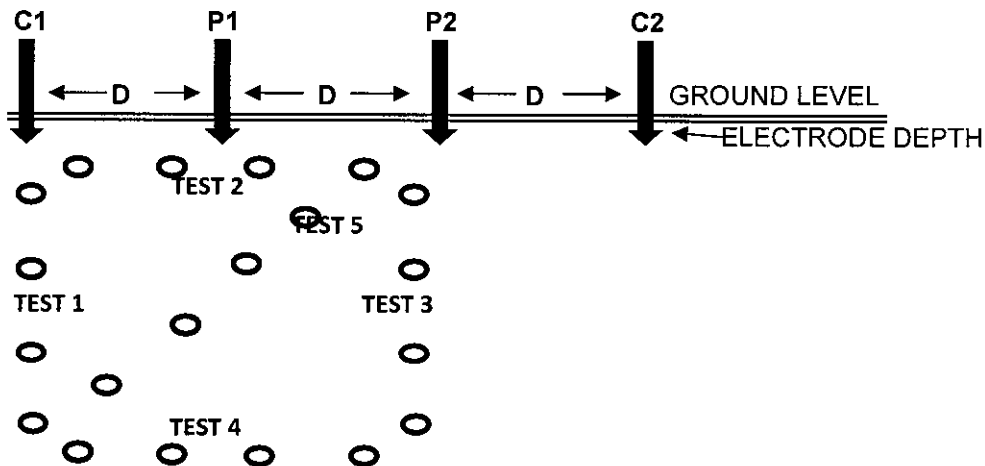 C1 P1 P2 C2
D D D
GROUND LEVEL
ELECTRODE DEPTH
TEST 2
TEST 5
TEST 1
TEST 3
TEST 4